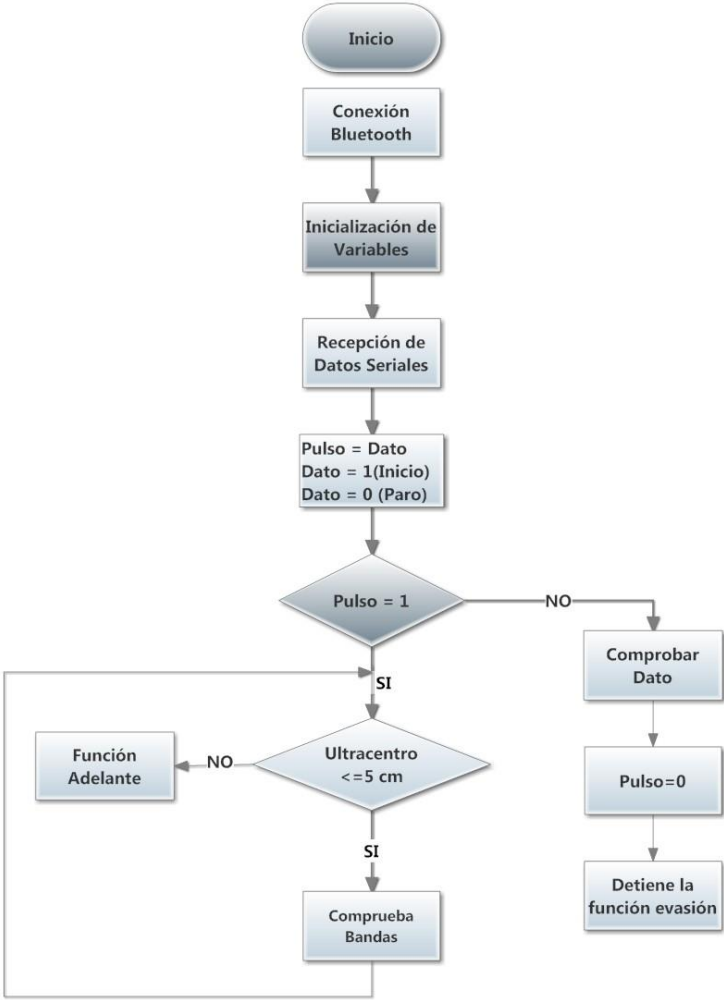 Inicio
Conexión
Bluetooth
Inicialización de
Variables
Recepción de
Datos Seriales
Pulso = Dato
Dato = 1(Inicio)
Dato = 0 (Paro)
Pulso = 1
NO
Comprobar
Dato
SI
Ultracentro
<=5 cm
NO
Función
Adelante
Pulso=0
SI
Detiene la
función evasión
Comprueba
Bandas